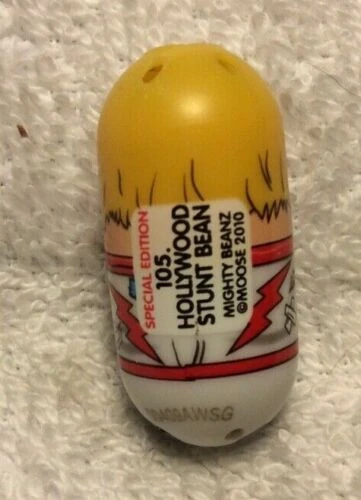 SPECIAL EDITION
105.
HOLLYWOOD
STUNT BEAN
MIGHTY BEANZ
©MOOSE 2010